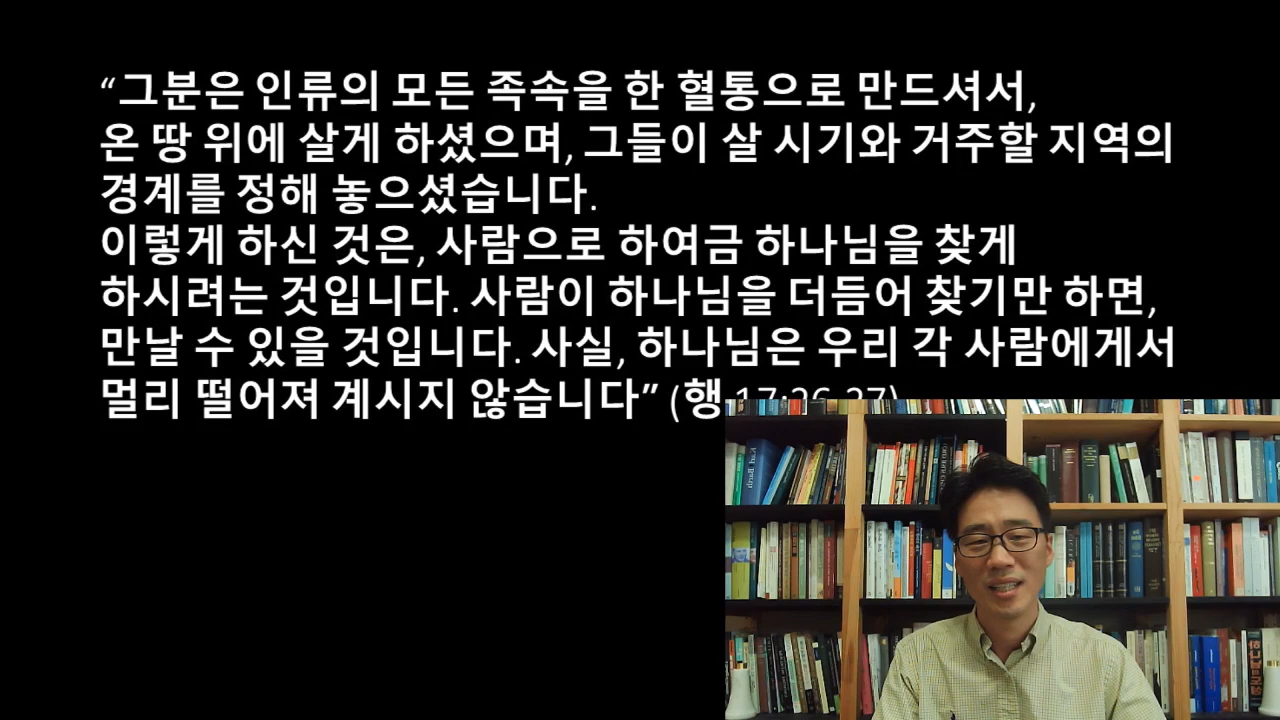 “그분은 인류의 모든 족속을 한 혈통으로 만드셔서,
온 땅 위에 살게 하셨으며, 그들이 살 시기와 거주할 지역의
경계를 정해 놓으셨습니다.
이렇게 하신 것은, 사람으로 하여금 하나님을 찾게
하시려는 것입니다. 사람이 하나님을 더듬어 찾기만 하면,
만날 수 있을 것입니다. 사실, 하나님은 우리 각 사람에게서
멀리 떨어져 계시지 않습니다” (행 17:26-27)
Karl Barth